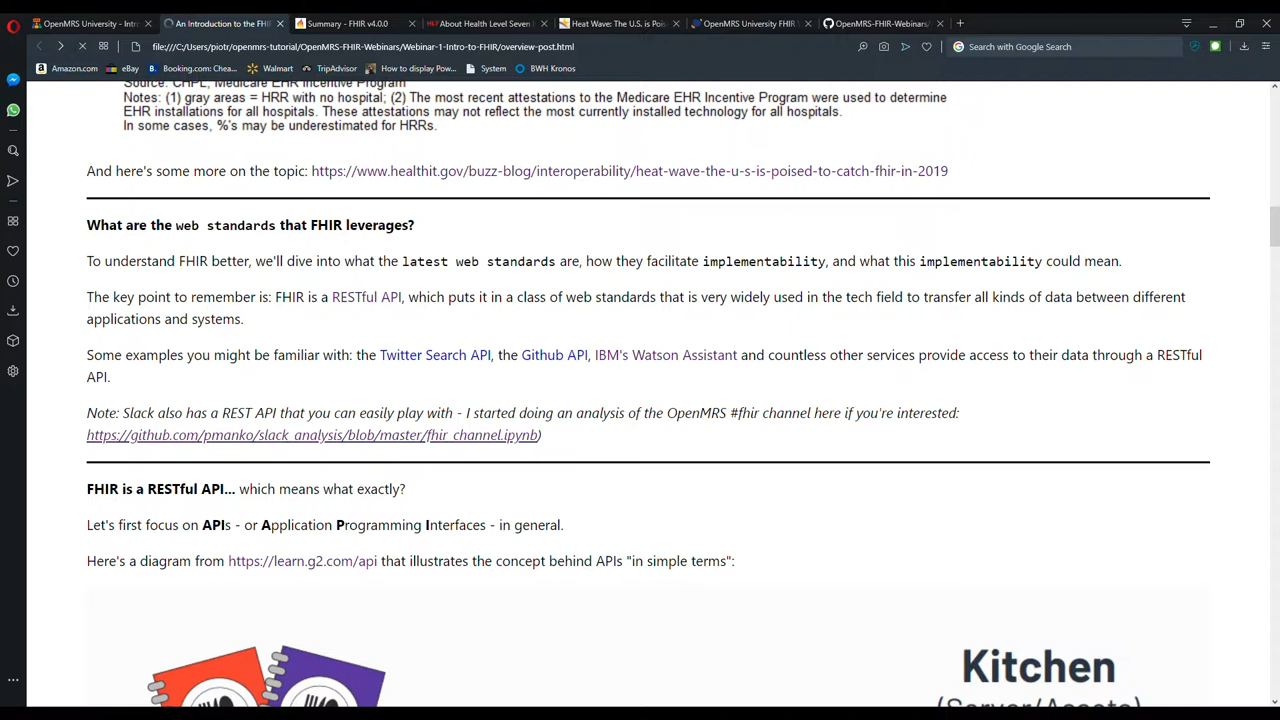 OpenMRS University - Intro
An Introduction to the FHIR
Summary - FHIR v4.0.0
About Health Level Seven I
Heat Wave: The U.S. is Pois
OpenMRS University FHIR
OpenMRS-FHIR-Webinars/
file:///C:/Users/piotr/openmrs-tutorial/OpenMRS-FHIR-Webinars/Webinar-1-Intro-to-FHIR/overview-post.html
Search with Google Search
Amazon.com
eBay
Booking.com: Chea...
Walmart
TripAdvisor
How to display Pow...
System
BWH Kronos
Source: CHPL, Medicare EHR Incentive Program
Notes: (1) gray areas = HRR with no hospital; (2) The most recent attestations to the Medicare EHR Incentive Program were used to determine
EHR installations for all hospitals. These attestations may not reflect the most currently installed technology for all hospitals.
In some cases, %'s may be underestimated for HRRs.
And here's some more on the topic: https://www.healthit.gov/buzz-blog/interoperability/heat-wave-the-u-s-is-poised-to-catch-fhir-in-2019
What are the web standards that FHIR leverages?
To understand FHIR better, we'll dive into what the latest web standards are, how they facilitate implementability, and what this implementability could mean.
The key point to remember is: FHIR is a RESTful API, which puts it in a class of web standards that is very widely used in the tech field to transfer all kinds of data between different
applications and systems.
Some examples you might be familiar with: the Twitter Search API, the Github API, IBM's Watson Assistant and countless other services provide access to their data through a RESTful
API.
Note: Slack also has a REST API that you can easily play with - I started doing an analysis of the OpenMRS #fhir channel here if you're interested:
https://github.com/pmanko/slack_analysis/blob/master/fhir_channel.ipynb)
FHIR is a RESTful API... which means what exactly?
Let's first focus on APIs - or Application Programming Interfaces - in general.
Here's a diagram from https://learn.g2.com/api that illustrates the concept behind APIs "in simple terms":
Kitchen
(Server/Assets)